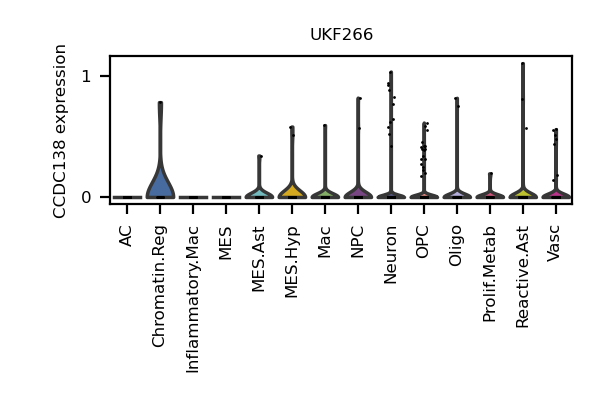 UKF266
CCDC138 expression
1
0
AC
Chromatin.Reg
Inflammatory.Mac
MES
MES.Ast
MES.Hyp
Mac
NPC
Neuron
OPC
Oligo
Prolif.Metab
Reactive.Ast
Vasc